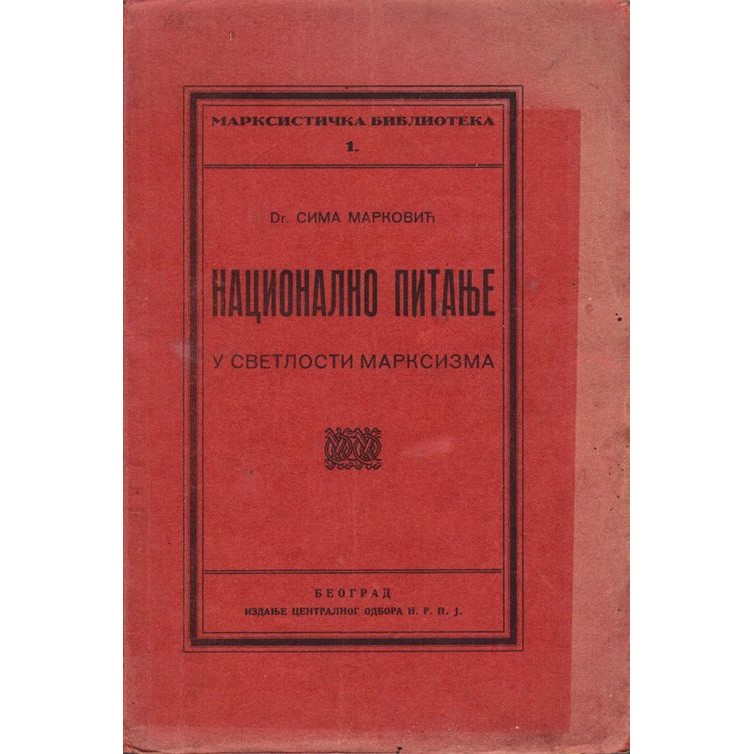 МАРКСИСТИЧКА БИБЛИОТЕКА
1.
Dr. СИМА МАРКОВИЋ
НАЦИОНАЛНО ПИТАЊЕ
У СВЕТЛОСТИ МАРКСИЗМА
БЕОГРАД
ИЗДАЊЕ ЦЕНТРАЛНОГ ОДБОРА Н. Р. П. Ј.